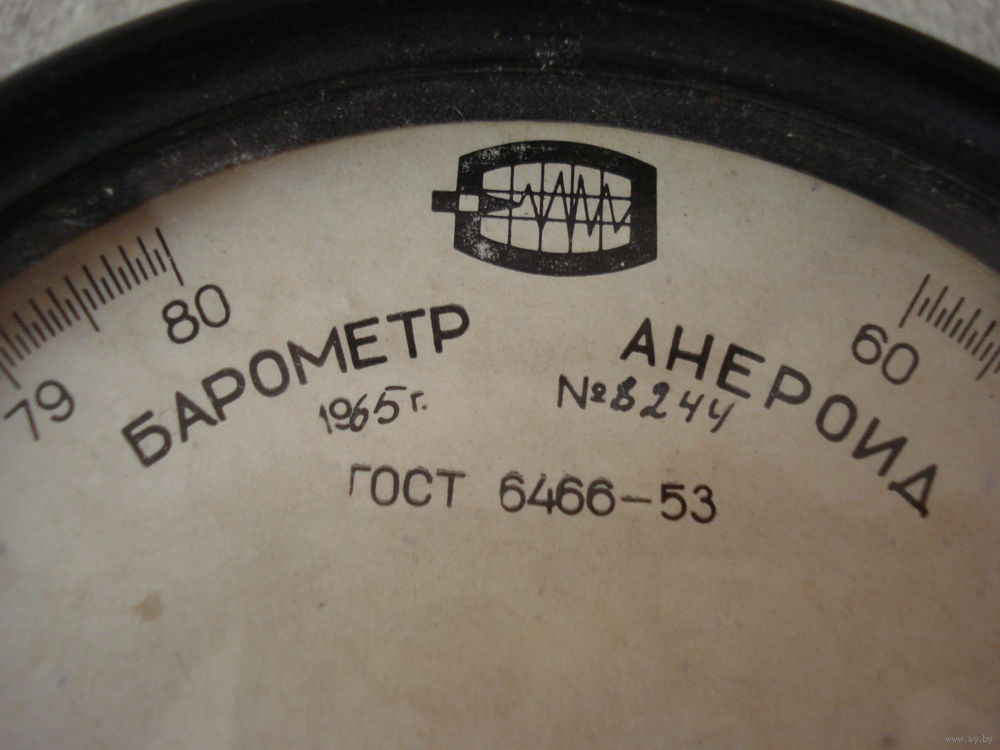 79 80 60
БАРОМЕТР АНЕРОИД
1965 г. №8244
ГОСТ 6466-53
www.ay.by